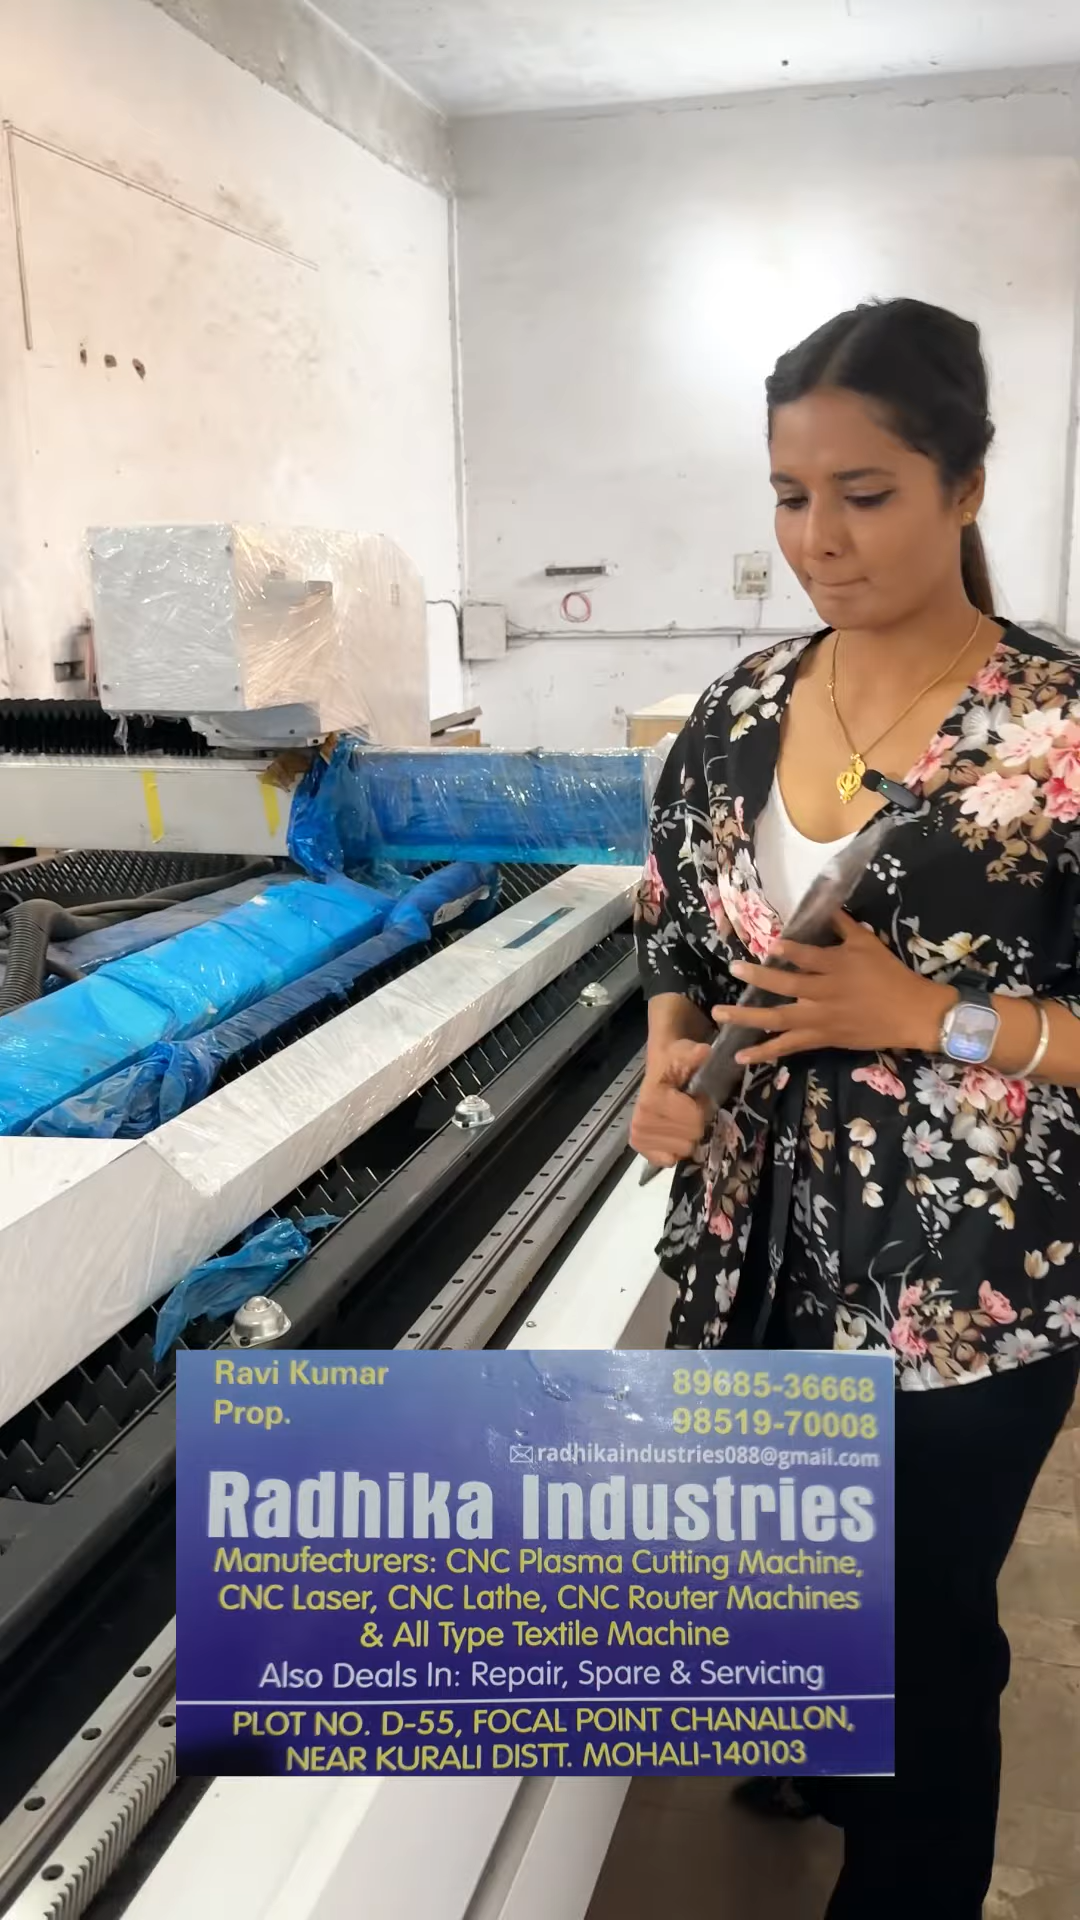 Ravi Kumar
Prop.
89685-36668
98519-70008
radhikaindustries088@gmail.com
Radhika Industries
Manufecturers: CNC Plasma Cutting Machine,
CNC Laser, CNC Lathe, CNC Router Machines
& All Type Textile Machine
Also Deals In: Repair, Spare & Servicing
PLOT NO. D-55, FOCAL POINT CHANALLON,
NEAR KURALI DISTT. MOHALI-140103